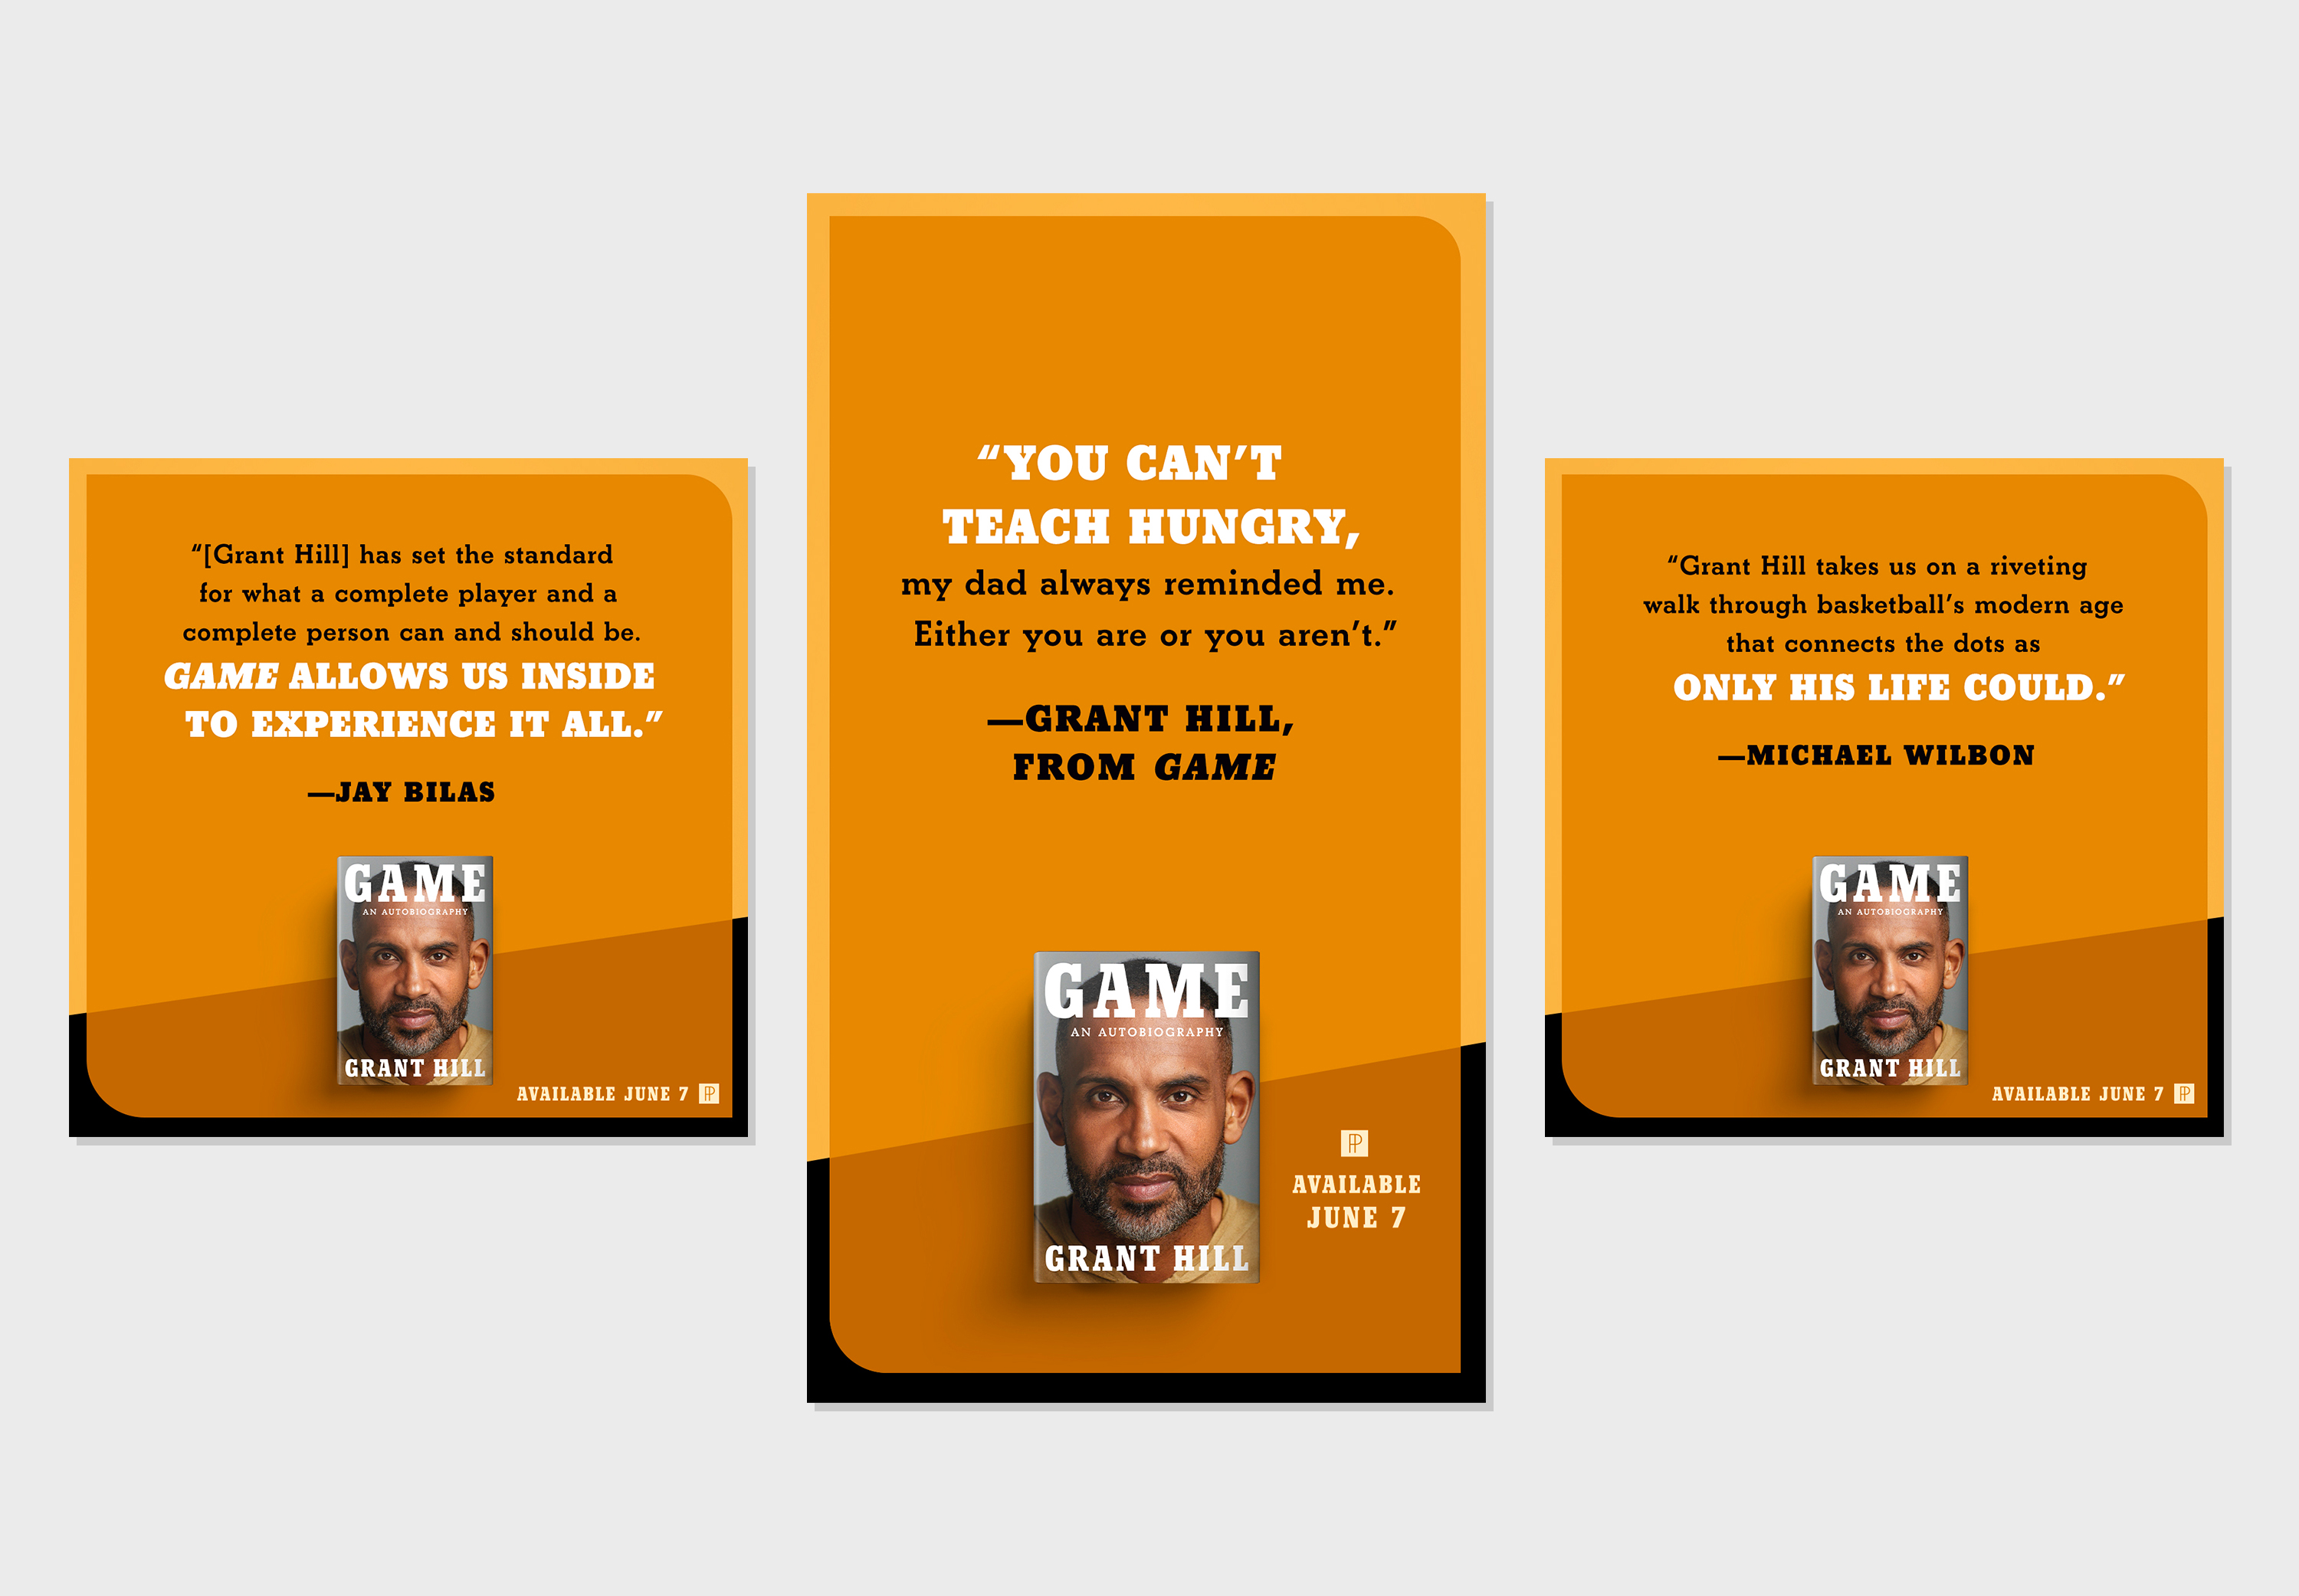 “[Grant Hill] has set the standard
for what a complete player and a
complete person can and should be.
GAME ALLOWS US INSIDE
TO EXPERIENCE IT ALL.”
—JAY BILAS
GAME
AN AUTOBIOGRAPHY
GRANT HILL
AVAILABLE JUNE 7
“YOU CAN’T
TEACH HUNGRY,
my dad always reminded me.
Either you are or you aren’t.”
—GRANT HILL,
FROM GAME
GAME
AN AUTOBIOGRAPHY
GRANT HILL
PP
AVAILABLE
JUNE 7
“Grant Hill takes us on a riveting
walk through basketball’s modern age
that connects the dots as
ONLY HIS LIFE COULD.”
—MICHAEL WILBON
GAME
AN AUTOBIOGRAPHY
GRANT HILL
AVAILABLE JUNE 7